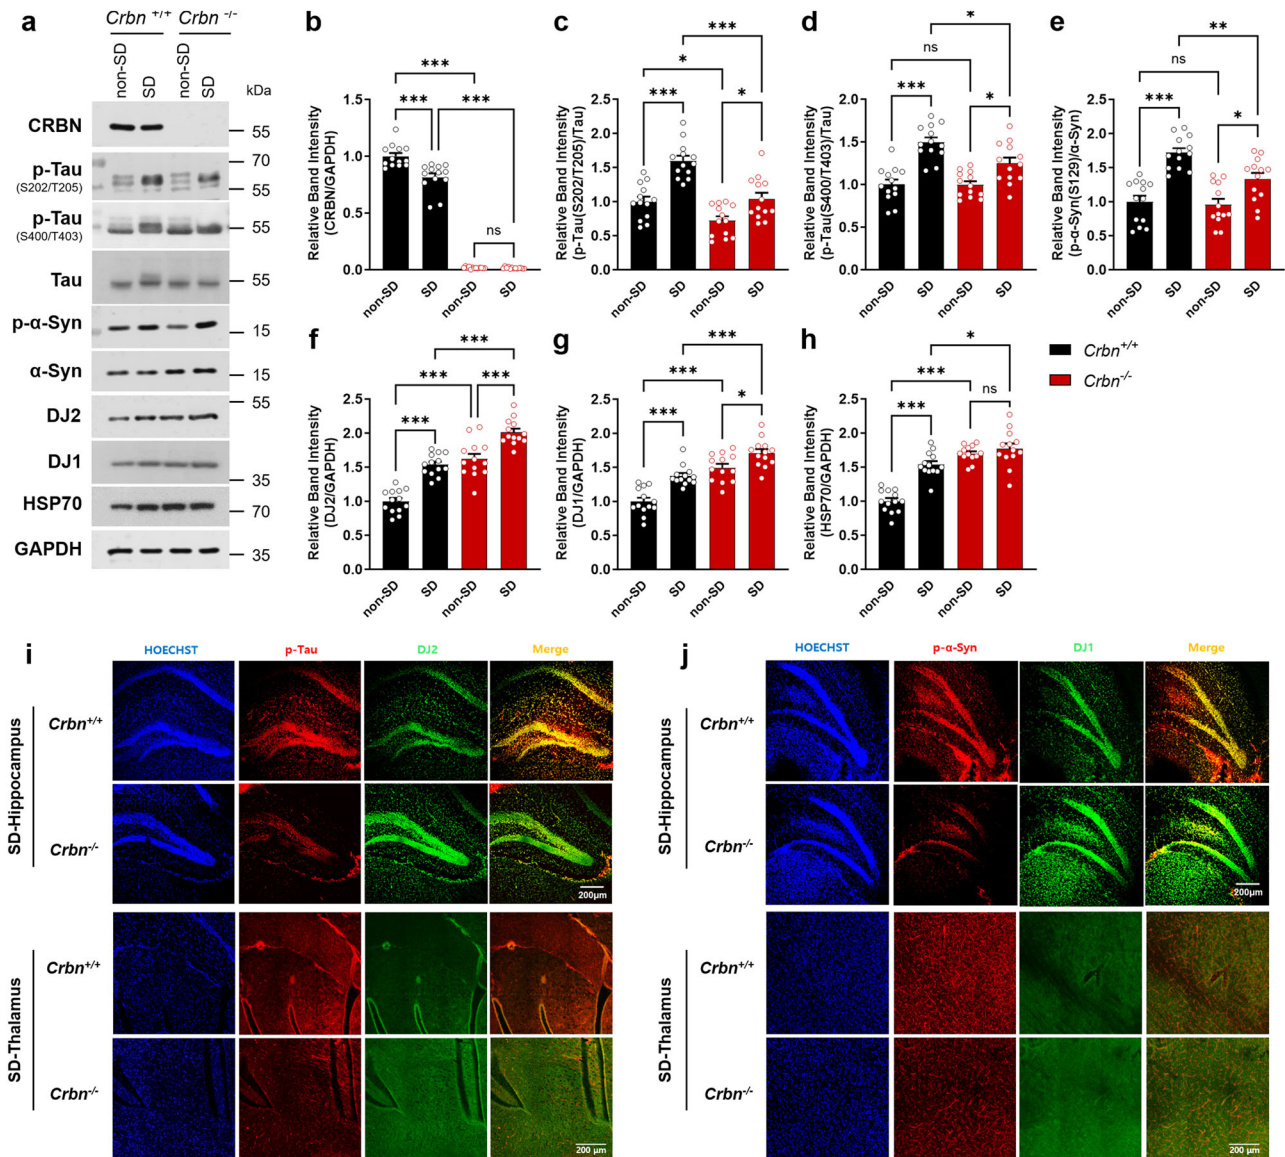 a
Crbn +/+ Crbn -/-
non-SD SD non-SD SD
kDa
CRBN
55
p-Tau
(S202/T205)
70
55
p-Tau
(S400/T403)
55
Tau
55
p-α-Syn
15
α-Syn
15
DJ2
55
DJ1
35
HSP70
70
GAPDH
35
b
Relative Band Intensity
(CRBN/GAPDH)
1.5
1.0
0.5
0.0
***
*** ***
ns
non-SD SD non-SD SD
c
Relative Band Intensity
(p-Tau(S202/T205)/Tau)
2.5
2.0
1.5
1.0
0.5
0.0
***
*
*** *
non-SD SD non-SD SD
d
Relative Band Intensity
(p-Tau(S400/T403)/Tau)
2.0
1.5
1.0
0.5
0.0
*
ns
*** *
non-SD SD non-SD SD
e
Relative Band Intensity
(p-α-Syn(S129)/α-Syn)
2.5
2.0
1.5
1.0
0.5
0.0
**
ns
*** *
non-SD SD non-SD SD
f
Relative Band Intensity
(DJ2/GAPDH)
2.5
2.0
1.5
1.0
0.5
0.0
***
***
*** ***
non-SD SD non-SD SD
g
Relative Band Intensity
(DJ1/GAPDH)
2.5
2.0
1.5
1.0
0.5
0.0
***
***
*** *
non-SD SD non-SD SD
h
Relative Band Intensity
(HSP70/GAPDH)
2.5
2.0
1.5
1.0
0.5
0.0
*
***
*** ns
non-SD SD non-SD SD
Crbn+/+
Crbn-/-
i
HOECHST p-Tau DJ2 Merge
SD-Hippocampus
Crbn+/+
Crbn-/-
200μm
SD-Thalamus
Crbn+/+
Crbn-/-
200 μm
j
HOECHST p-α-Syn DJ1 Merge
SD-Hippocampus
Crbn+/+
Crbn-/-
200μm
SD-Thalamus
Crbn+/+
Crbn-/-
200 μm